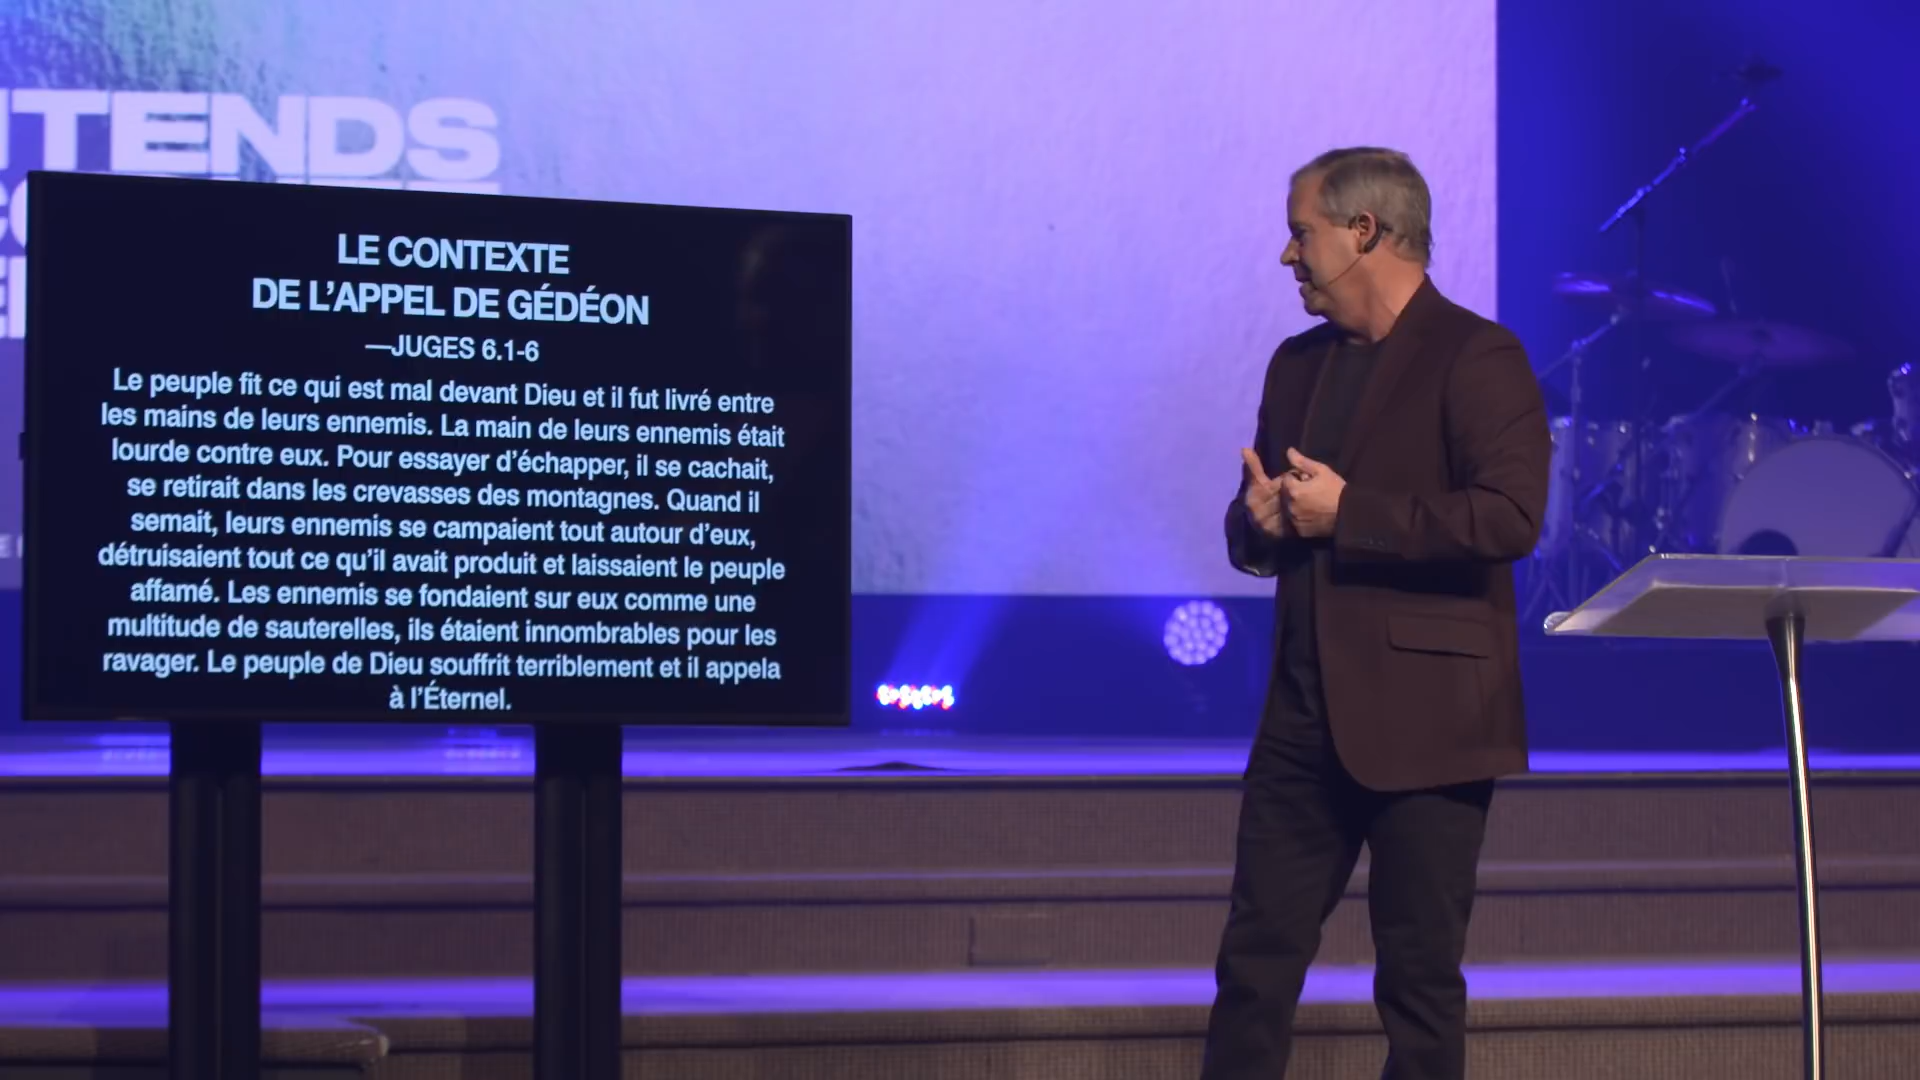 NTENDS
LE CONTEXTE
DE L’APPEL DE GÉDÉON
—JUGES 6.1-6
Le peuple fit ce qui est mal devant Dieu et il fut livré entre
les mains de leurs ennemis. La main de leurs ennemis était
lourde contre eux. Pour essayer d’échapper, il se cachait,
se retirait dans les crevasses des montagnes. Quand il
semait, leurs ennemis se campaient tout autour d’eux,
détruisaient tout ce qu’il avait produit et laissaient le peuple
affamé. Les ennemis se fondaient sur eux comme une
multitude de sauterelles, ils étaient innombrables pour les
ravager. Le peuple de Dieu souffrit terriblement et il appela
à l’Éternel.